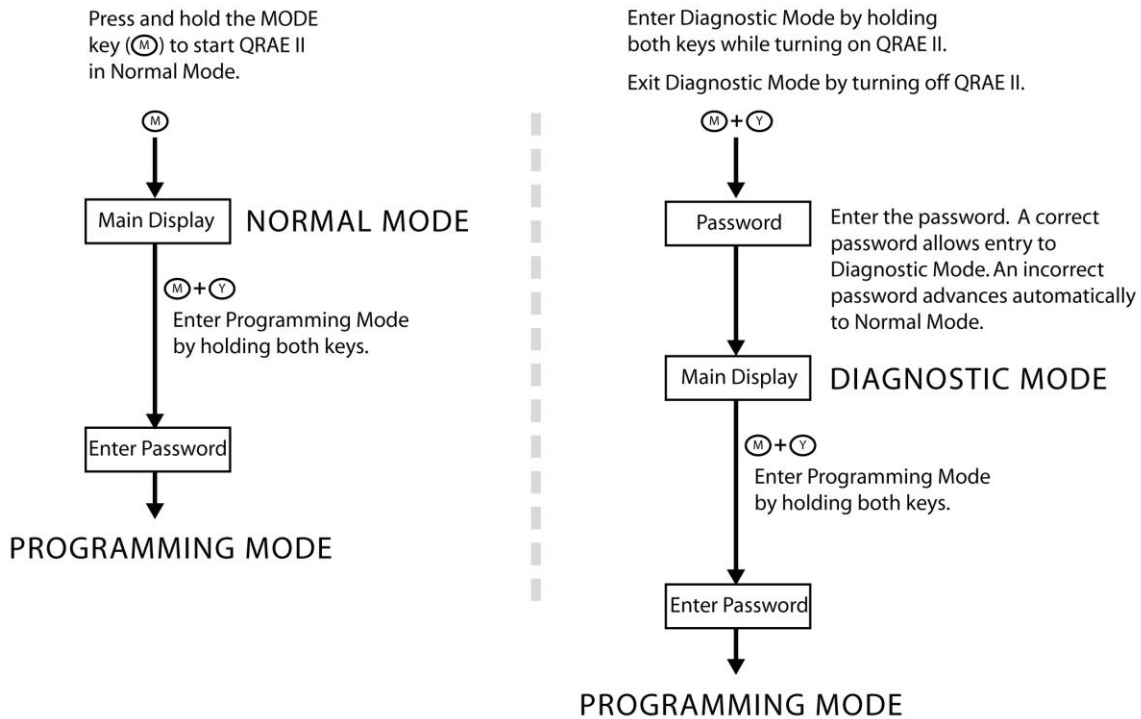 Press and hold the MODE
key (M) to start QRAE II
in Normal Mode.
M
Main Display
NORMAL MODE
M + Y
Enter Programming Mode
by holding both keys.
Enter Password
PROGRAMMING MODE
Enter Diagnostic Mode by holding
both keys while turning on QRAE II.
Exit Diagnostic Mode by turning off QRAE II.
M + Y
Password
Enter the password. A correct
password allows entry to
Diagnostic Mode. An incorrect
password advances automatically
to Normal Mode.
Main Display
DIAGNOSTIC MODE
M + Y
Enter Programming Mode
by holding both keys.
Enter Password
PROGRAMMING MODE